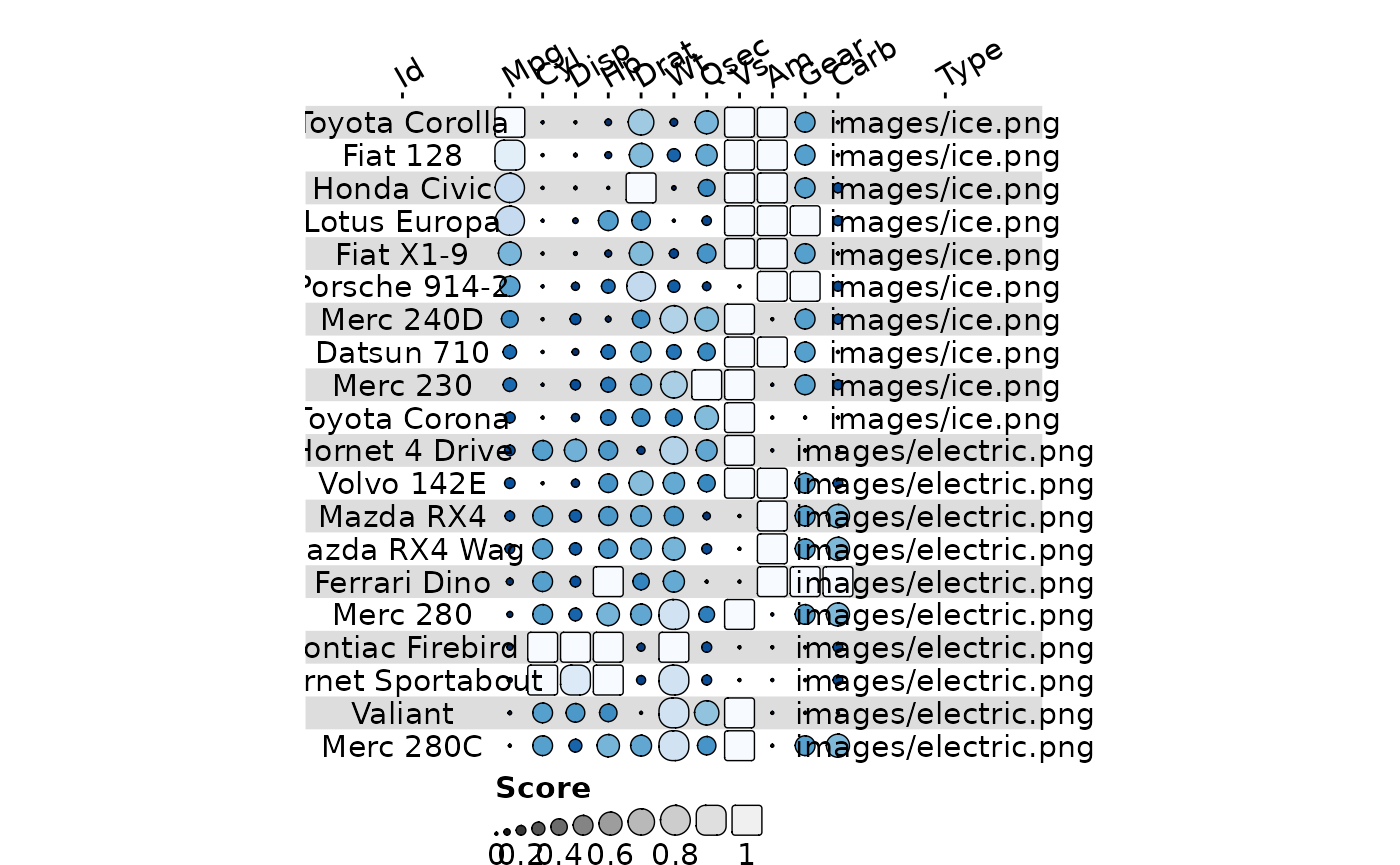 Id Mpg Cyl Disp Hp Drat Wt Qsec Vs Am Gear Carb Type
Toyota Corolla images/ice.png
Fiat 128 images/ice.png
Honda Civic images/ice.png
Lotus Europa images/ice.png
Fiat X1-9 images/ice.png
Porsche 914-2 images/ice.png
Merc 240D images/ice.png
Datsun 710 images/ice.png
Merc 230 images/ice.png
Toyota Corona images/ice.png
Hornet 4 Drive images/electric.png
Volvo 142E images/electric.png
Mazda RX4 images/electric.png
azda RX4 Wag images/electric.png
Ferrari Dino images/electric.png
Merc 280 images/electric.png
ontiac Firebird images/electric.png
rnet Sportabout images/electric.png
Valiant images/electric.png
Merc 280C images/electric.png
Score
0 0.2 0.4 0.6 0.8 1